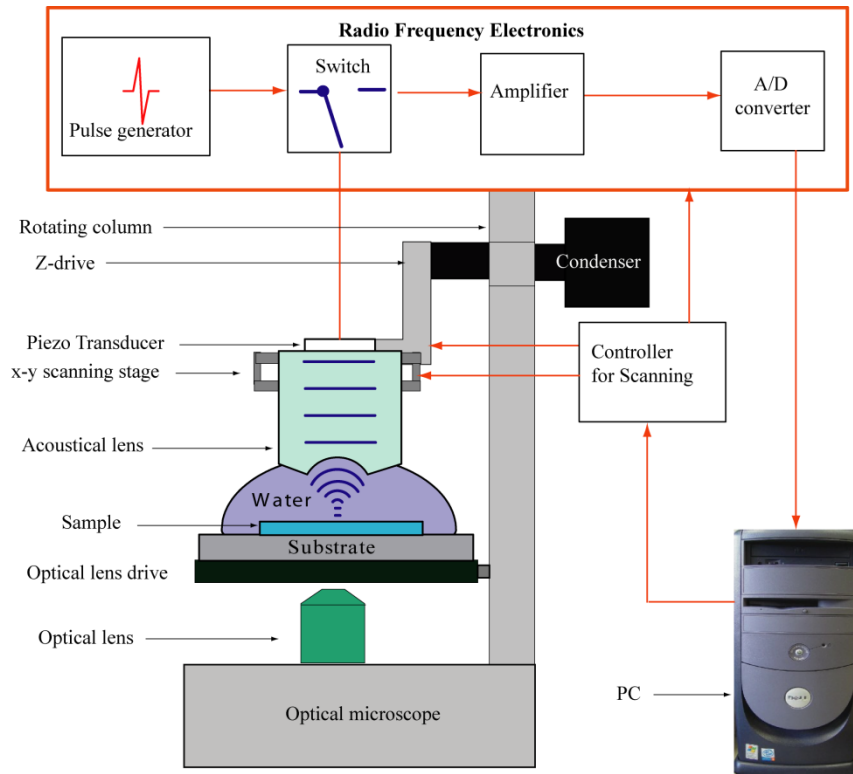 Radio Frequency Electronics
Pulse generator
Switch
Amplifier
A/D
converter
Rotating column
Z-drive
Condenser
Piezo Transducer
x-y scanning stage
Controller
for Scanning
Acoustical lens
Water
Sample
Substrate
Optical lens drive
Optical lens
Optical microscope
PC